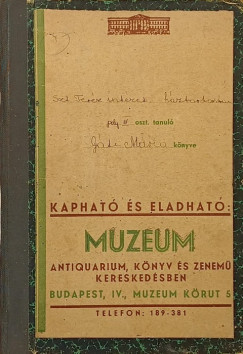 oszt. tanuló
Mária könyve
KAPHATÓ ÉS ELADHATÓ:
MUZEUM
ANTIQUARIUM, KÖNYV ÉS ZENEMŰ
KERESKEDÉSBEN
BUDAPEST, IV., MUZEUM KÖRUT 5
TELEFON: 189-381